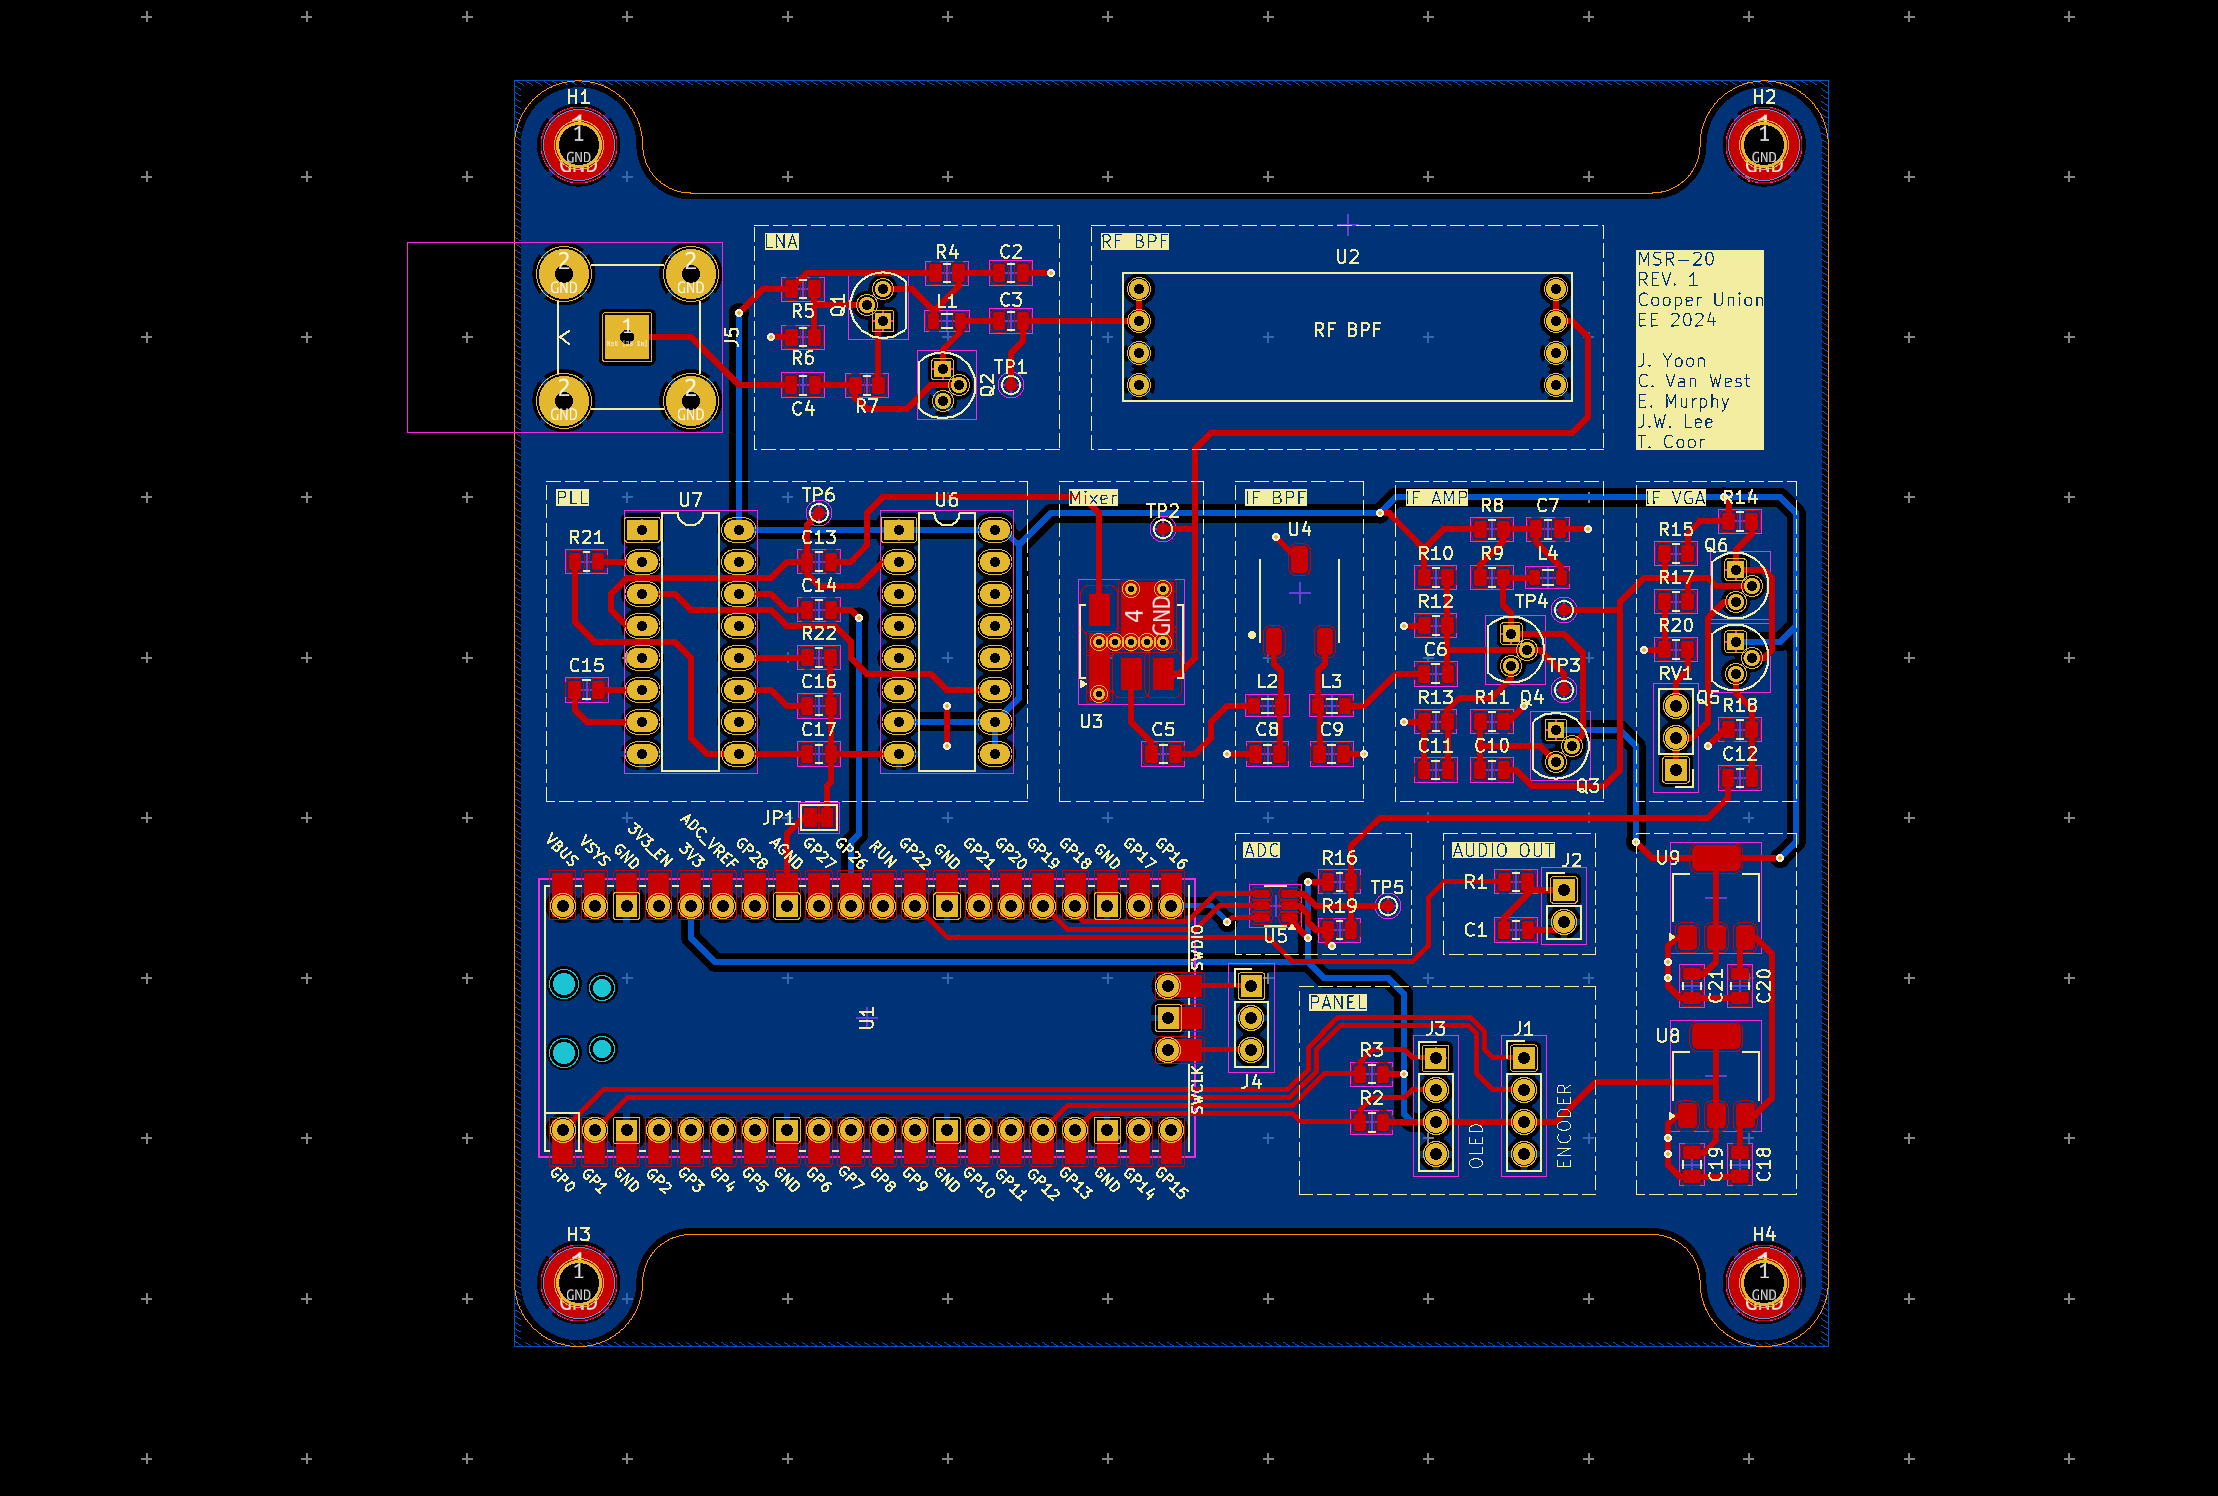 H1
H2
1
GND
1
GND
LNA
RF BPF
R4
C2
U2
MSR-20
REV. 1
Cooper Union
EE 2024
J. Yoon
C. Van West
E. Murphy
J.W. Lee
T. Coor
2
GND
2
GND
1
J5
2
GND
2
GND
R5
Q1
L1
C3
R6
RF BPF
TP1
Q2
C4
R7
PLL
U7
TP6
U6
Mixer
TP2
IF BPF
U4
IF AMP
R8
C7
IF VGA
R14
R21
C13
R15
Q6
R10
R9
L4
C14
R17
4
GND
R12
TP4
R22
R20
C15
C6
TP3
RV1
C16
L2
L3
R13
R11
Q4
Q5
R18
U3
C17
C5
C8
C9
C11
C10
Q3
C12
JP1
VBUS
VSYS
GND
3V3_EN
3V3
ADC_VREF
GP28
AGND
GP27
GP26
RUN
GP22
GND
GP21
GP20
GP19
GP18
GND
GP17
GP16
ADC
R16
TP5
R19
U5
AUDIO OUT
J2
R1
C1
U9
SWDIO
U1
SWCLK
J4
PANEL
J3
J1
R3
R2
OLED
ENCODER
C21
C20
U8
C19
C18
GP0
GP1
GND
GP2
GP3
GP4
GP5
GND
GP6
GP7
GP8
GP9
GND
GP10
GP11
GP12
GP13
GND
GP14
GP15
H3
H4
1
GND
1
GND